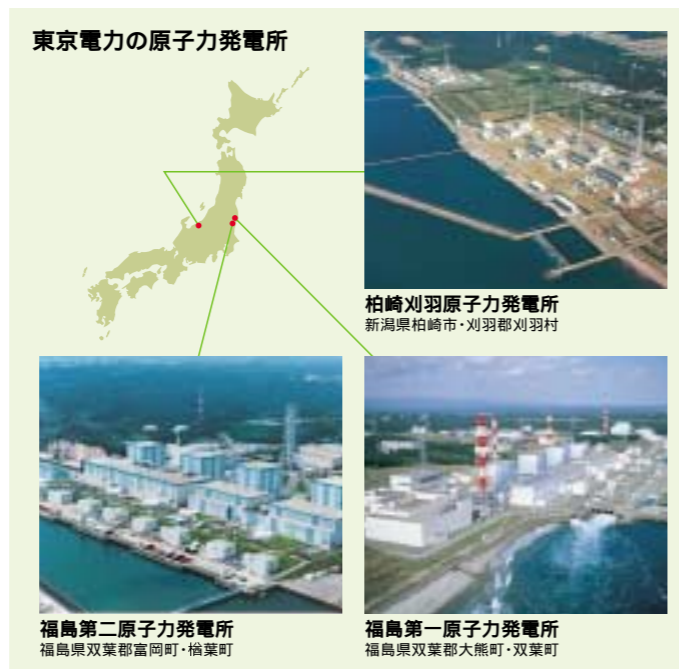 東京電力の原子力発電所
柏崎刈羽原子力発電所
新潟県柏崎市・刈羽郡刈羽村
福島第二原子力発電所
福島県双葉郡富岡町・楢葉町
福島第一原子力発電所
福島県双葉郡大熊町・双葉町